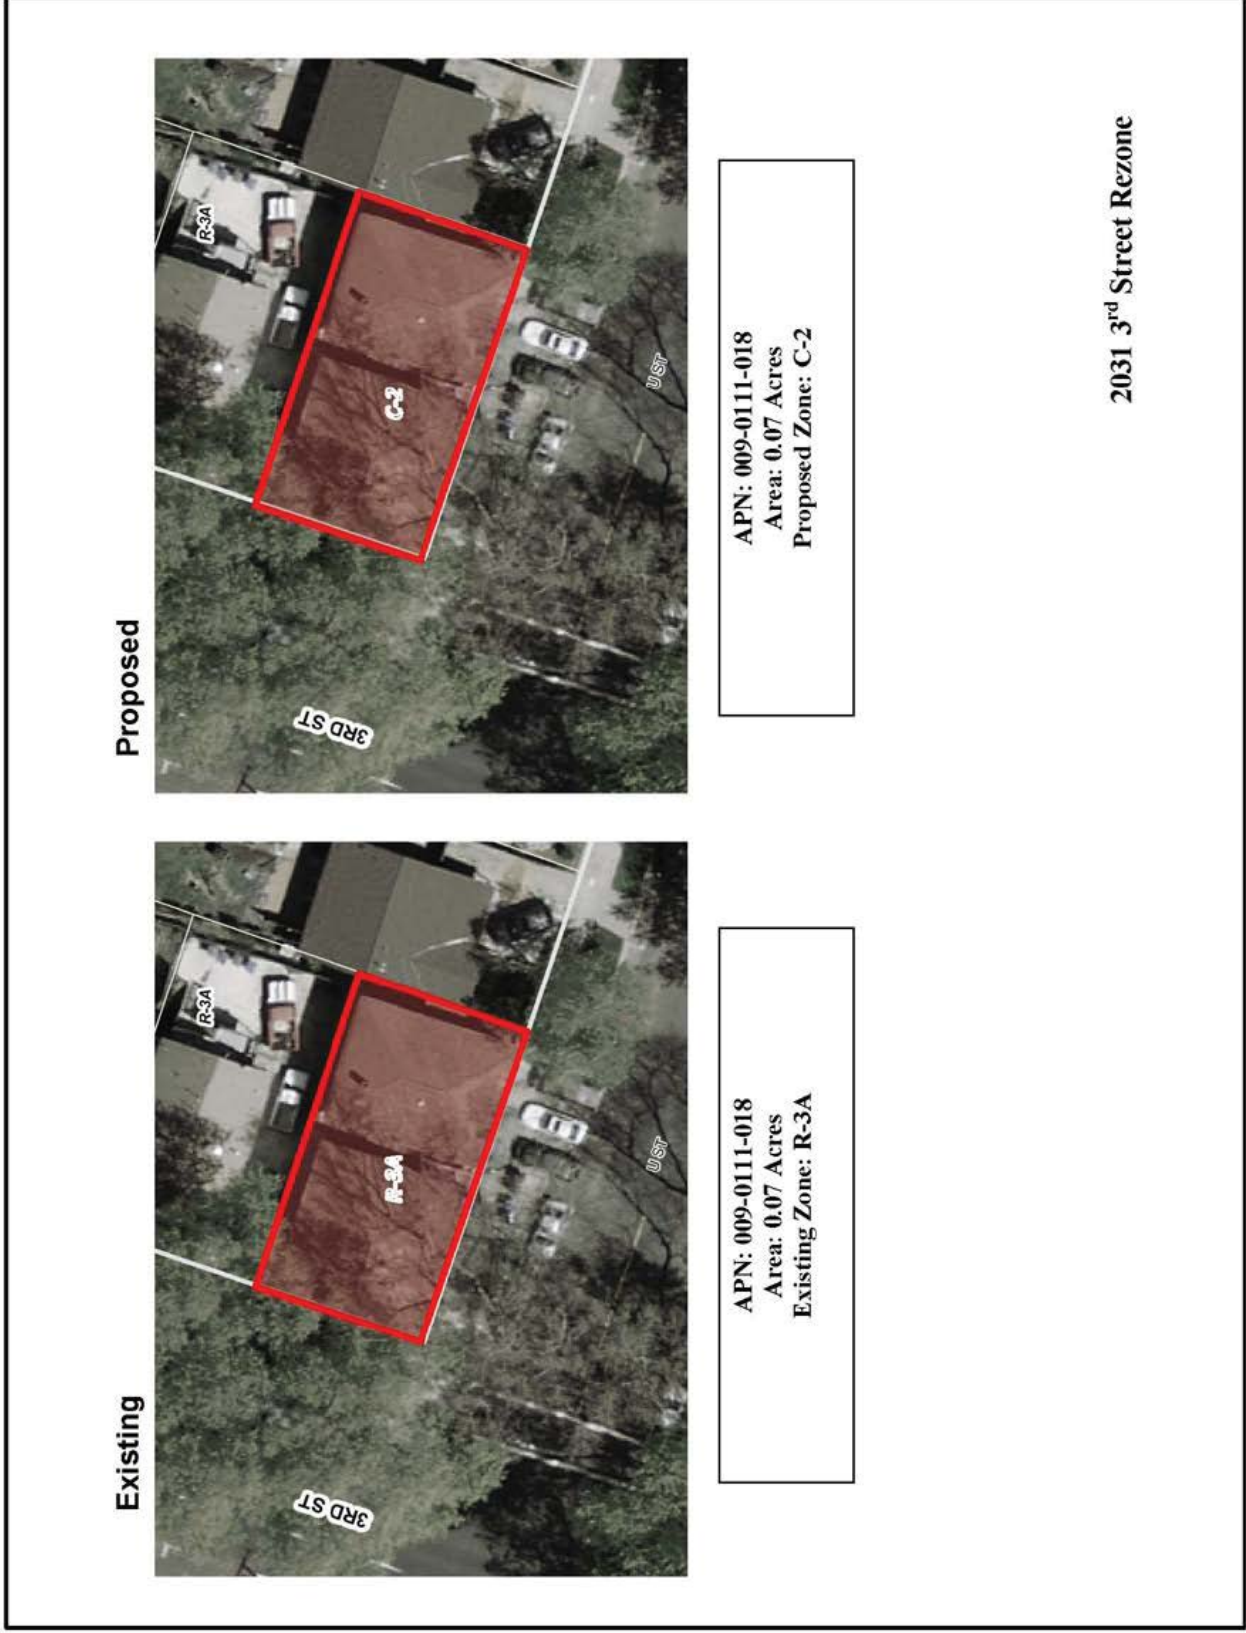 Existing
R-3A
R-3A
3RD ST
U ST
APN: 009-0111-018
Area: 0.07 Acres
Existing Zone: R-3A
Proposed
R-3A
C-2
3RD ST
U ST
APN: 009-0111-018
Area: 0.07 Acres
Proposed Zone: C-2
2031 3rd Street Rezone